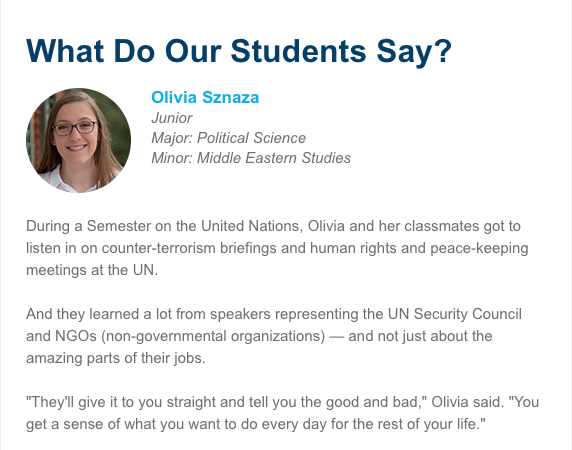 What Do Our Students Say?
Olivia Sznaza
Junior
Major: Political Science
Minor: Middle Eastern Studies
During a Semester on the United Nations, Olivia and her classmates got to
listen in on counter-terrorism briefings and human rights and peace-keeping
meetings at the UN.
And they learned a lot from speakers representing the UN Security Council
and NGOs (non-governmental organizations) — and not just about the
amazing parts of their jobs.
"They'll give it to you straight and tell you the good and bad," Olivia said. "You
get a sense of what you want to do every day for the rest of your life."